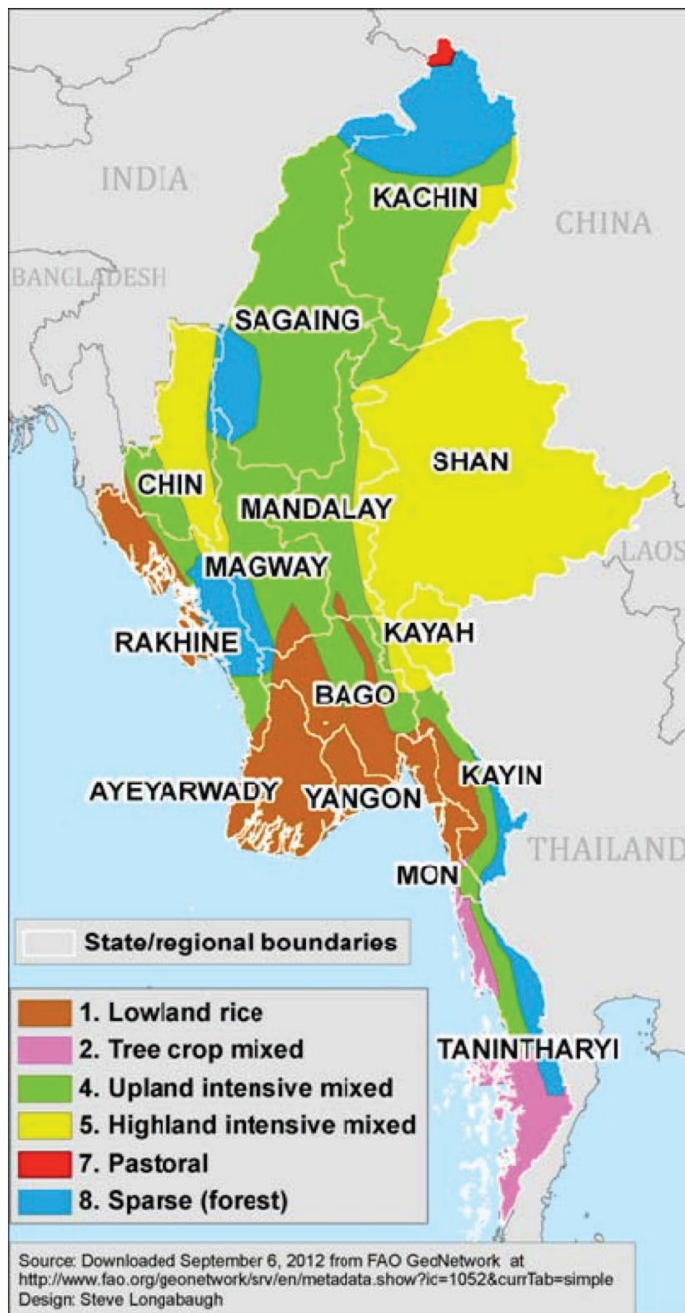 INDIA
KACHIN
CHINA
BANGLADESH
SAGAING
SHAN
CHIN
MANDALAY
LAOS
MAGWAY
RAKHINE
KAYAH
BAGO
AYEYARWADY
YANGON
KAYIN
THAILAND
MON
State/regional boundaries
1. Lowland rice
2. Tree crop mixed
4. Upland intensive mixed
5. Highland intensive mixed
7. Pastoral
8. Sparse (forest)
TANINTHARYI
Source: Downloaded September 6, 2012 from FAO GeoNetwork at
http://www.fao.org/geonetwork/srv/en/metadata.show?ic=1052&currTab=simple
Design: Steve Longabaugh